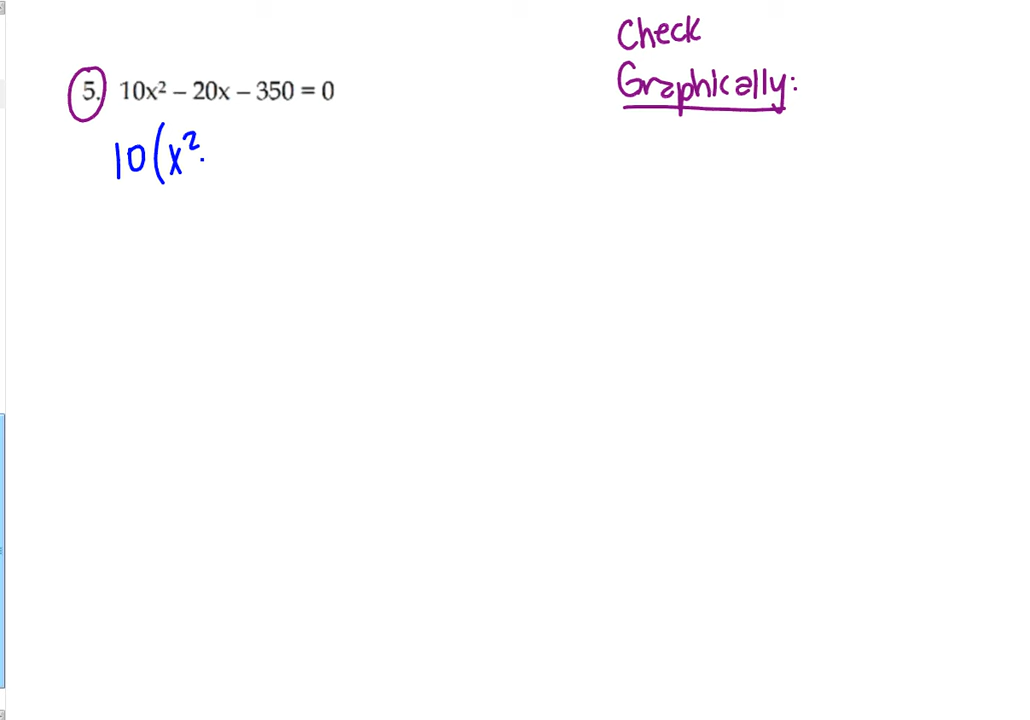 Check
Graphically:
5. 10x² – 20x – 350 = 0
10(x²